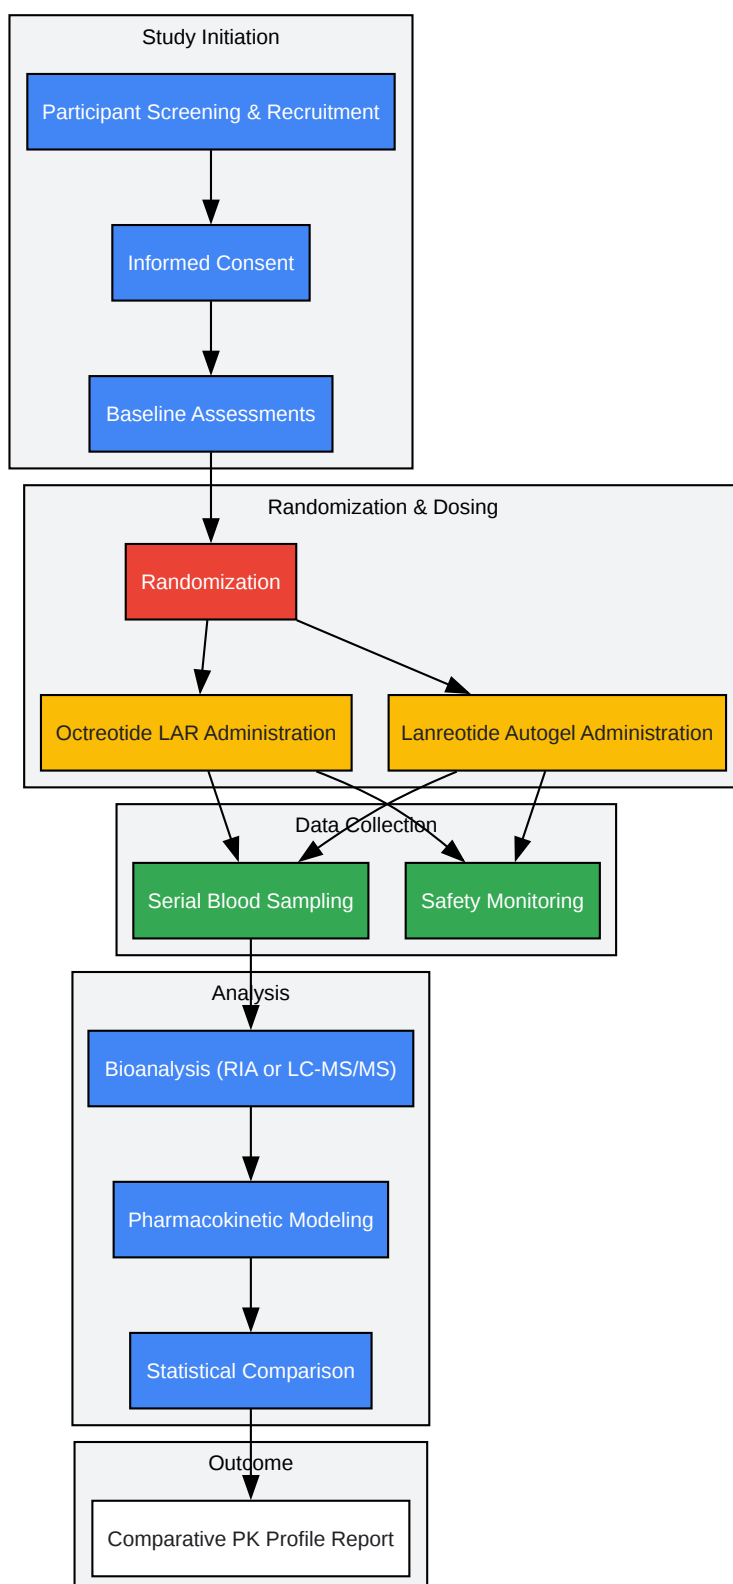 Study Initiation
Participant Screening & Recruitment
Informed Consent
Baseline Assessments
Randomization & Dosing
Randomization
Octreotide LAR Administration
Lanreotide Autogel Administration
Data Collection
Serial Blood Sampling
Safety Monitoring
Analysis
Bioanalysis (RIA or LC-MS/MS)
Pharmacokinetic Modeling
Statistical Comparison
Outcome
Comparative PK Profile Report